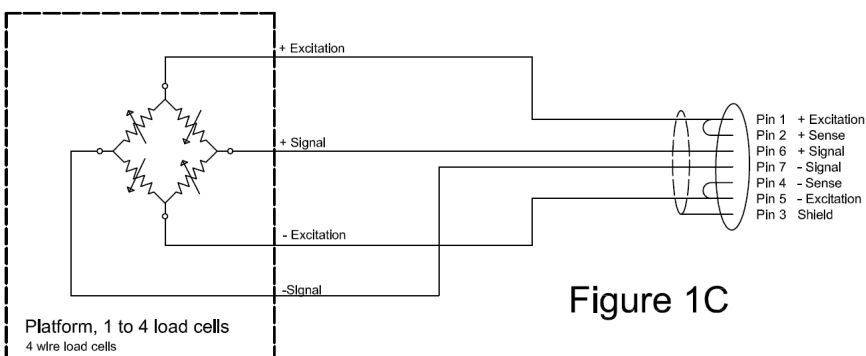 + Excitation
+ Signal
- Excitation
-SIgnal
Pin 1 + Excitation
Pin 2 + Sense
Pin 6 + Signal
Pin 7 - Signal
Pin 4 - Sense
Pin 5 - Excitation
Pin 3 Shield
Figure 1C
Platform, 1 to 4 load cells
4 wire load cells